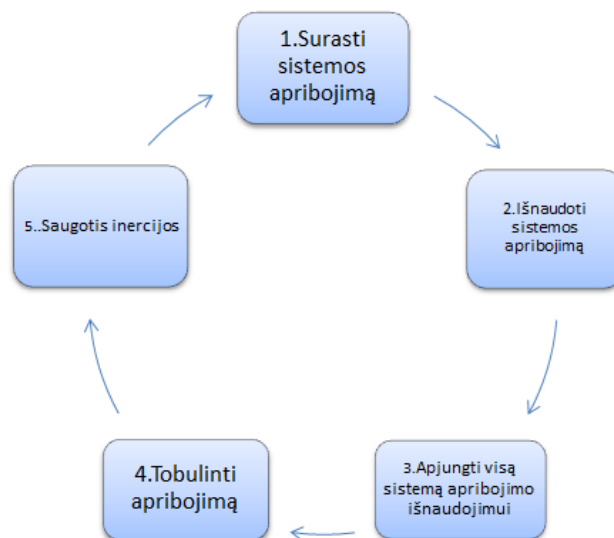 1.Surasti
sistemos
apribojimą
2.Išnaudoti
sistemos
apribojimą
3.Apjungti visą
sistemą apribojimo
išnaudojimui
4.Tobulinti
apribojimą
5..Saugotis inercijos